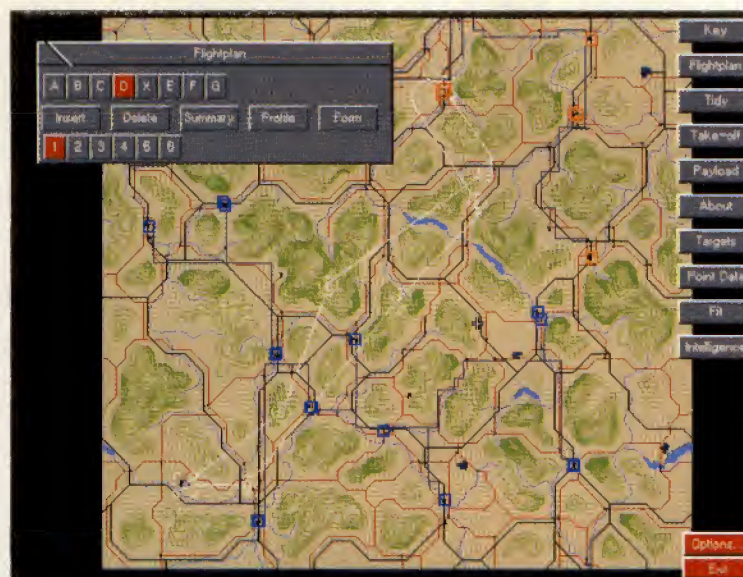 Flightplan
A B C D X E F G
Insert Delete Summary Profile Form
1 2 3 4 5 6
Key
Flightplan
Tidy
Take-off
Payload
About
Targets
Point Data
Fit
Intelligence
Options...
Exit